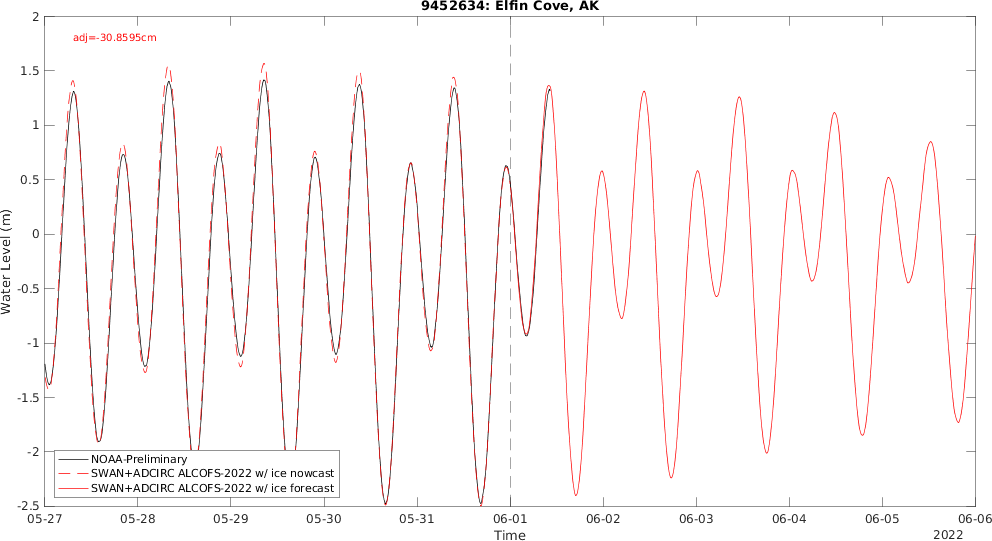 9452634: Elfin Cove, AK
adj=-30.8595cm
Water Level (m)
2
1.5
1
0.5
0
-0.5
-1
-1.5
-2
-2.5
NOAA-Preliminary
SWAN+ADCIRC ALCOFS-2022 w/ ice nowcast
SWAN+ADCIRC ALCOFS-2022 w/ ice forecast
05-27 05-28 05-29 05-30 05-31 06-01 06-02 06-03 06-04 06-05 06-06
Time
2022